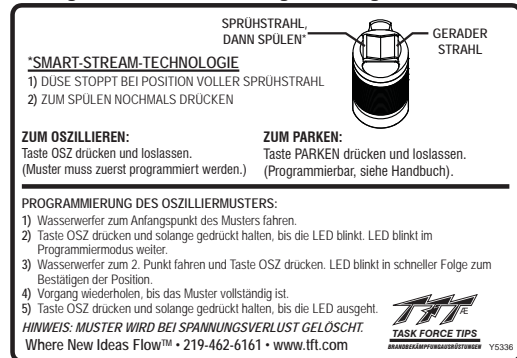 SPRÜHSTRAHL,
DANN SPÜLEN*
GERADER
STRAHL
*SMART-STREAM-TECHNOLOGIE
1) DÜSE STOPPT BEI POSITION VOLLER SPRÜHSTRAHL
2) ZUM SPÜLEN NOCHMALS DRÜCKEN
ZUM OSZILLIEREN:
Taste OSZ drücken und loslassen.
(Muster muss zuerst programmiert werden.)
ZUM PARKEN:
Taste PARKEN drücken und loslassen.
(Programmierbar, siehe Handbuch).
PROGRAMMIERUNG DES OSZILLIERMUSTERS:
1) Wasserwerfer zum Anfangspunkt des Musters fahren.
2) Taste OSZ drücken und solange gedrückt halten, bis die LED blinkt. LED blinkt im
Programmiermodus weiter.
3) Wasserwerfer zum 2. Punkt fahren und Taste OSZ drücken. LED blinkt in schneller Folge zum
Bestätigen der Position.
4) Vorgang wiederholen, bis das Muster vollständig ist.
5) Taste OSZ drücken und solange gedrückt halten, bis die LED ausgeht.
HINWEIS: MUSTER WIRD BEI SPANNUNGSVERLUST GELÖSCHT.
Where New Ideas Flow™ • 219-462-6161 • www.tft.com
TFT Æ
TASK FORCE TIPS
BRANDBEKÄMPFUNGAUSRÜSTUNGEN
Y5336